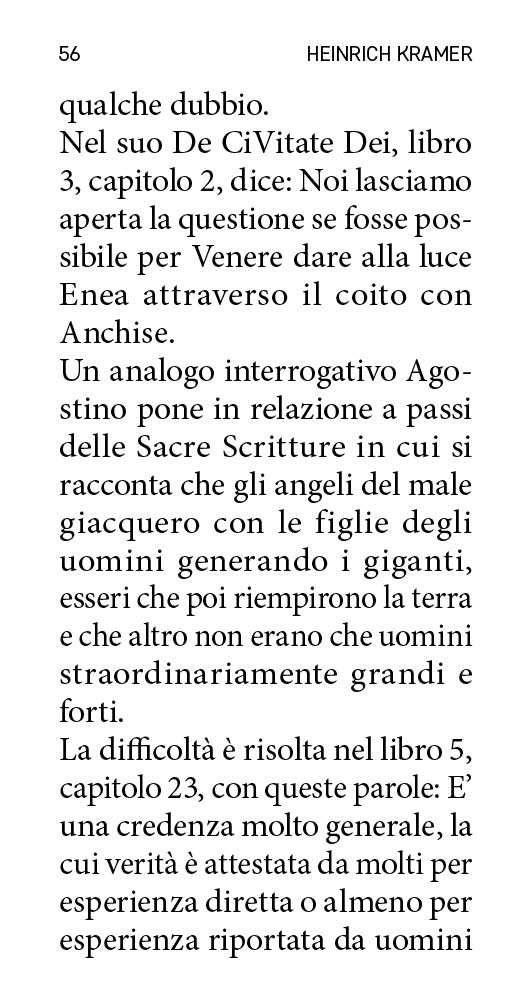 56 HEINRICH KRAMER
qualche dubbio.
Nel suo De CiVitate Dei, libro
3, capitolo 2, dice: Noi lasciamo
aperta la questione se fosse pos-
sibile per Venere dare alla luce
Enea attraverso il coito con
Anchise.
Un analogo interrogativo Ago-
stino pone in relazione a passi
delle Sacre Scritture in cui si
racconta che gli angeli del male
giacquero con le figlie degli
uomini generando i giganti,
esseri che poi riempirono la terra
e che altro non erano che uomini
straordinariamente grandi e
forti.
La difficoltà è risolta nel libro 5,
capitolo 23, con queste parole: E’
una credenza molto generale, la
cui verità è attestata da molti per
esperienza diretta o almeno per
esperienza riportata da uomini